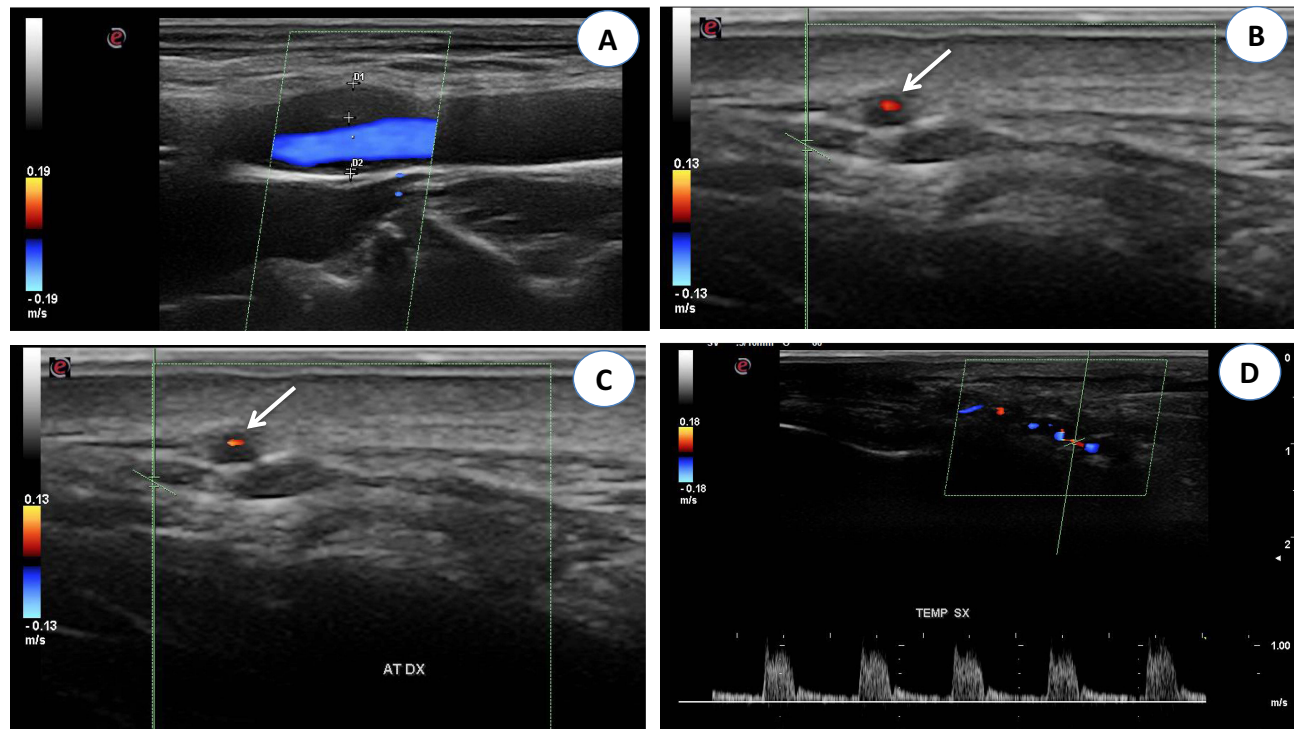 A
D1
D2
0.19
-0.19
m/s
B
0.13
-0.13
m/s
C
0.13
-0.13
m/s
AT DX
D
0
0.18
-0.18
m/s
1
2
TEMP SX
1.00
m/s